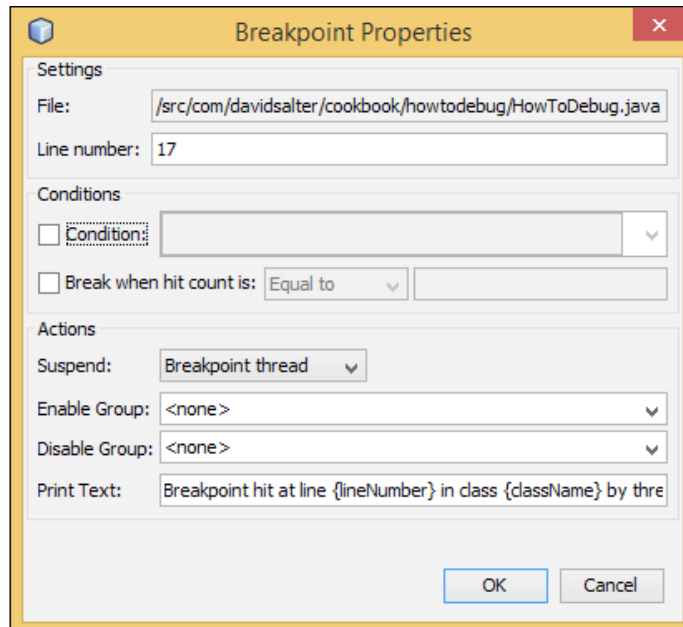 Breakpoint Properties
Settings
File: /src/com/davidsalter/cookbook/howtodebug/HowToDebug.java
Line number: 17
Conditions
Condition:
Break when hit count is: Equal to
Actions
Suspend: Breakpoint thread
Enable Group: <none>
Disable Group: <none>
Print Text: Breakpoint hit at line {lineNumber} in class {className} by thre
OK Cancel